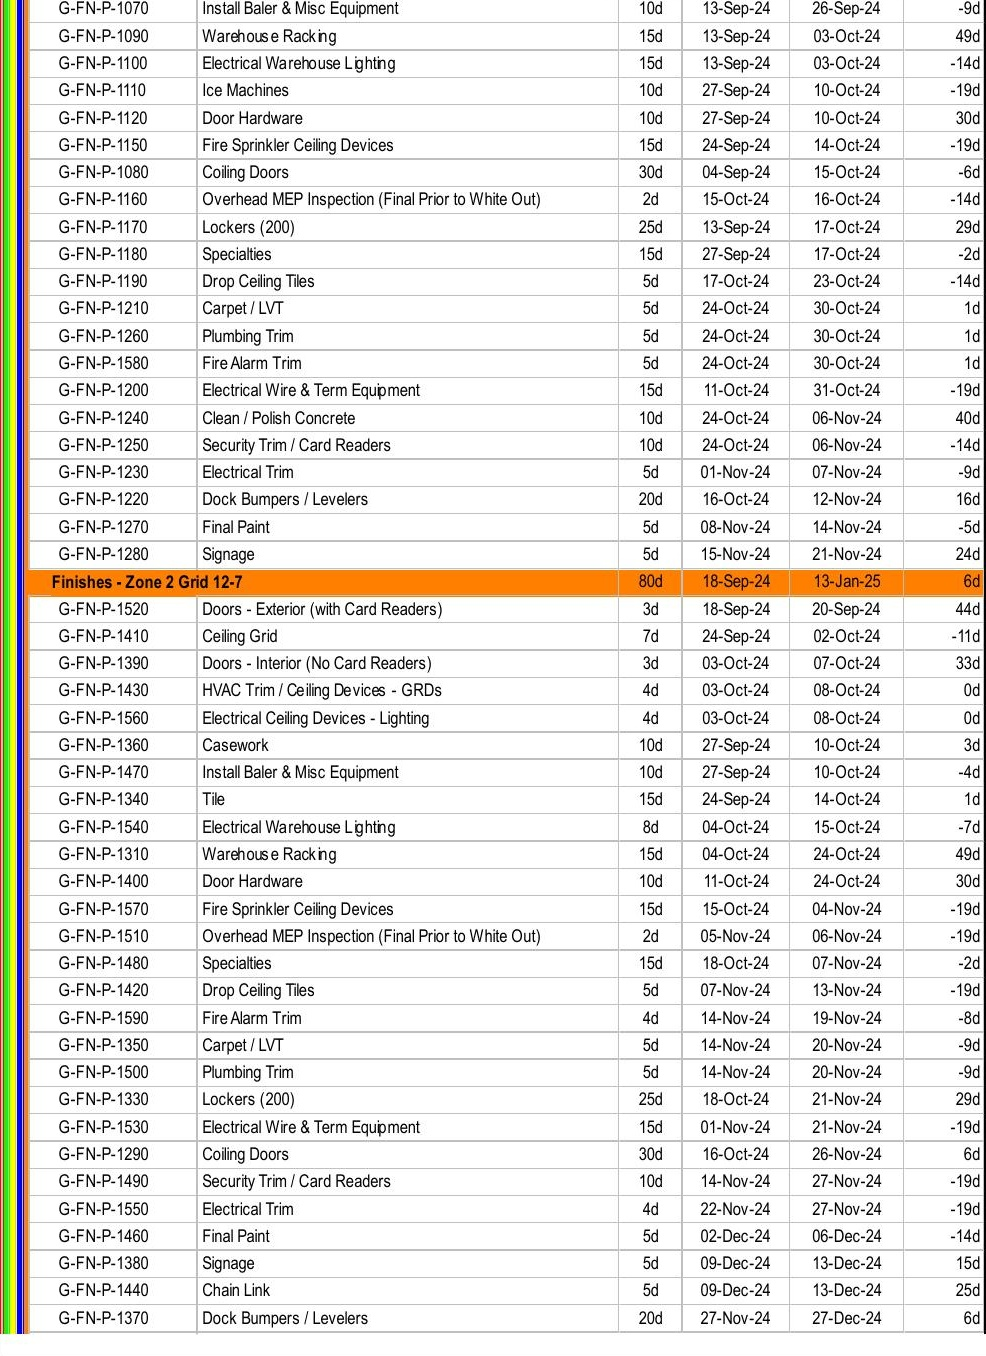 G-FN-P-1070 Install Baler & Misc Equipment 10d 13-Sep-24 26-Sep-24 -9d
G-FN-P-1090 Warehouse Racking 15d 13-Sep-24 03-Oct-24 49d
G-FN-P-1100 Electrical Warehouse Lighting 15d 13-Sep-24 03-Oct-24 -14d
G-FN-P-1110 Ice Machines 10d 27-Sep-24 10-Oct-24 -19d
G-FN-P-1120 Door Hardware 10d 27-Sep-24 10-Oct-24 30d
G-FN-P-1150 Fire Sprinkler Ceiling Devices 15d 24-Sep-24 14-Oct-24 -19d
G-FN-P-1080 Coiling Doors 30d 04-Sep-24 15-Oct-24 -6d
G-FN-P-1160 Overhead MEP Inspection (Final Prior to White Out) 2d 15-Oct-24 16-Oct-24 -14d
G-FN-P-1170 Lockers (200) 25d 13-Sep-24 17-Oct-24 29d
G-FN-P-1180 Specialties 15d 27-Sep-24 17-Oct-24 -2d
G-FN-P-1190 Drop Ceiling Tiles 5d 17-Oct-24 23-Oct-24 -14d
G-FN-P-1210 Carpet / LVT 5d 24-Oct-24 30-Oct-24 1d
G-FN-P-1260 Plumbing Trim 5d 24-Oct-24 30-Oct-24 1d
G-FN-P-1580 Fire Alarm Trim 5d 24-Oct-24 30-Oct-24 1d
G-FN-P-1200 Electrical Wire & Term Equipment 15d 11-Oct-24 31-Oct-24 -19d
G-FN-P-1240 Clean / Polish Concrete 10d 24-Oct-24 06-Nov-24 40d
G-FN-P-1250 Security Trim / Card Readers 10d 24-Oct-24 06-Nov-24 -14d
G-FN-P-1230 Electrical Trim 5d 01-Nov-24 07-Nov-24 -9d
G-FN-P-1220 Dock Bumpers / Levelers 20d 16-Oct-24 12-Nov-24 16d
G-FN-P-1270 Final Paint 5d 08-Nov-24 14-Nov-24 -5d
G-FN-P-1280 Signage 5d 15-Nov-24 21-Nov-24 24d
Finishes - Zone 2 Grid 12-7 80d 18-Sep-24 13-Jan-25 6d
G-FN-P-1520 Doors - Exterior (with Card Readers) 3d 18-Sep-24 20-Sep-24 44d
G-FN-P-1410 Ceiling Grid 7d 24-Sep-24 02-Oct-24 -11d
G-FN-P-1390 Doors - Interior (No Card Readers) 3d 03-Oct-24 07-Oct-24 33d
G-FN-P-1430 HVAC Trim / Ceiling Devices - GRDs 4d 03-Oct-24 08-Oct-24 0d
G-FN-P-1560 Electrical Ceiling Devices - Lighting 4d 03-Oct-24 08-Oct-24 0d
G-FN-P-1360 Casework 10d 27-Sep-24 10-Oct-24 3d
G-FN-P-1470 Install Baler & Misc Equipment 10d 27-Sep-24 10-Oct-24 -4d
G-FN-P-1340 Tile 15d 24-Sep-24 14-Oct-24 1d
G-FN-P-1540 Electrical Warehouse Lighting 8d 04-Oct-24 15-Oct-24 -7d
G-FN-P-1310 Warehouse Racking 15d 04-Oct-24 24-Oct-24 49d
G-FN-P-1400 Door Hardware 10d 11-Oct-24 24-Oct-24 30d
G-FN-P-1570 Fire Sprinkler Ceiling Devices 15d 15-Oct-24 04-Nov-24 -19d
G-FN-P-1510 Overhead MEP Inspection (Final Prior to White Out) 2d 05-Nov-24 06-Nov-24 -19d
G-FN-P-1480 Specialties 15d 18-Oct-24 07-Nov-24 -2d
G-FN-P-1420 Drop Ceiling Tiles 5d 07-Nov-24 13-Nov-24 -19d
G-FN-P-1590 Fire Alarm Trim 4d 14-Nov-24 19-Nov-24 -8d
G-FN-P-1350 Carpet / LVT 5d 14-Nov-24 20-Nov-24 -9d
G-FN-P-1500 Plumbing Trim 5d 14-Nov-24 20-Nov-24 -9d
G-FN-P-1330 Lockers (200) 25d 18-Oct-24 21-Nov-24 29d
G-FN-P-1530 Electrical Wire & Term Equipment 15d 01-Nov-24 21-Nov-24 -19d
G-FN-P-1290 Coiling Doors 30d 16-Oct-24 26-Nov-24 6d
G-FN-P-1490 Security Trim / Card Readers 10d 14-Nov-24 27-Nov-24 -19d
G-FN-P-1550 Electrical Trim 4d 22-Nov-24 27-Nov-24 -19d
G-FN-P-1460 Final Paint 5d 02-Dec-24 06-Dec-24 -14d
G-FN-P-1380 Signage 5d 09-Dec-24 13-Dec-24 15d
G-FN-P-1440 Chain Link 5d 09-Dec-24 13-Dec-24 25d
G-FN-P-1370 Dock Bumpers / Levelers 20d 27-Nov-24 27-Dec-24 6d